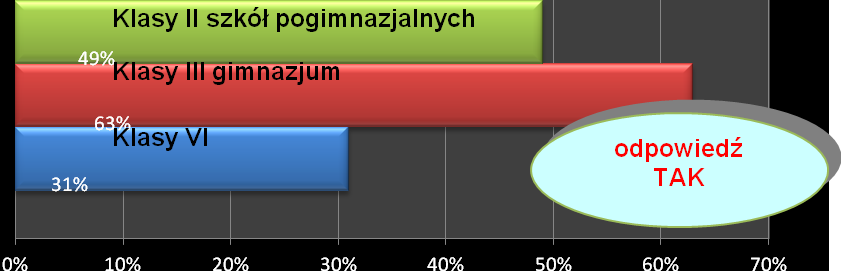 Klasy II szkół pogimnazjalnych
49%
Klasy III gimnazjum
63%
Klasy VI
31%
odpowiedź
TAK
0% 10% 20% 30% 40% 50% 60% 70%